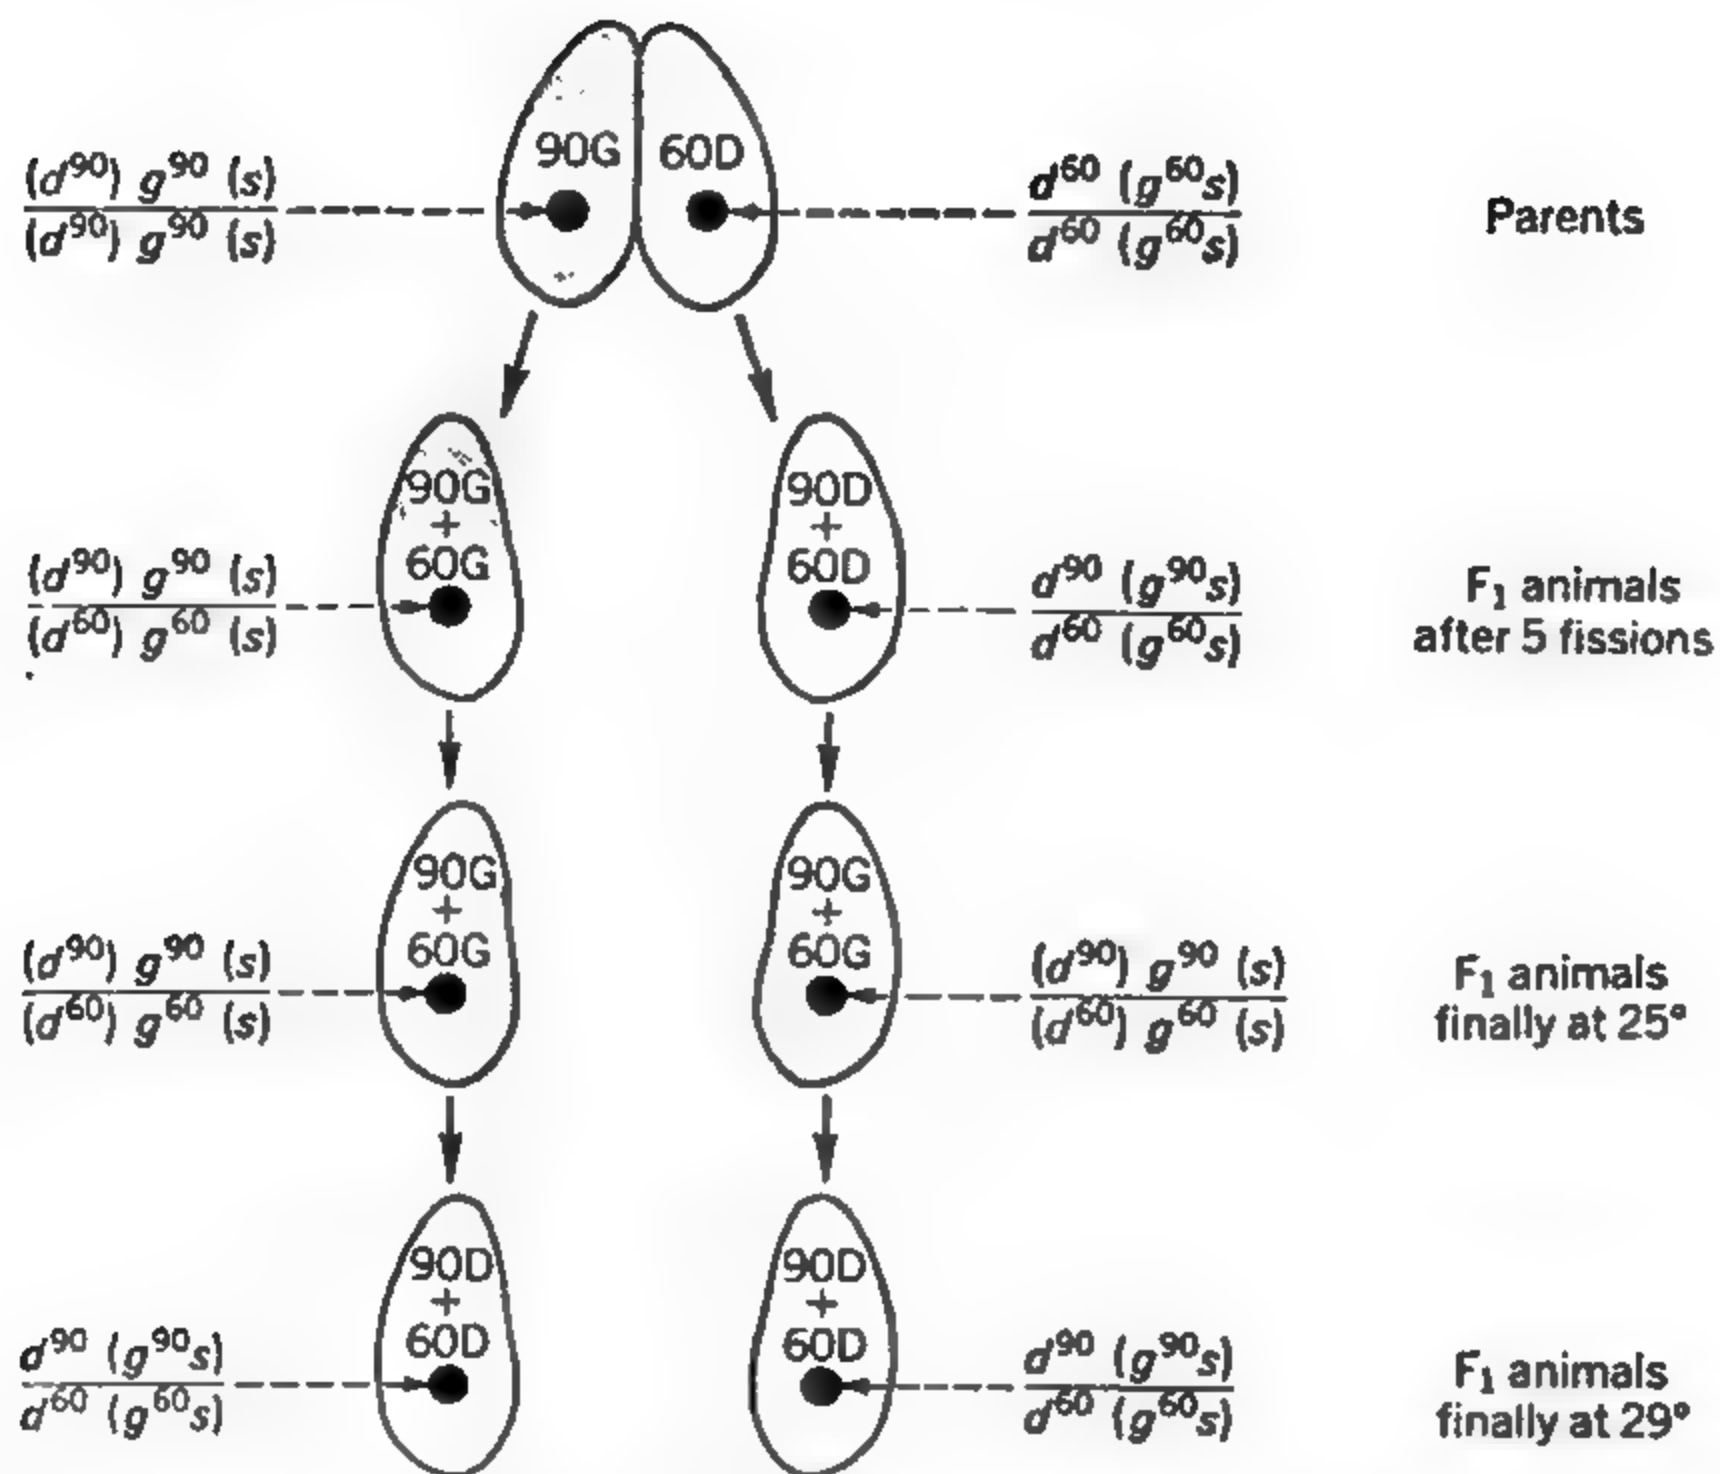 90G 60D
(d⁹⁰) g⁹⁰ (s)
(d⁹⁰) g⁹⁰ (s)
d⁶⁰ (g⁶⁰s)
d⁶⁰ (g⁶⁰s)
Parents
90G
+
60G
90D
+
60D
(d⁹⁰) g⁹⁰ (s)
(d⁶⁰) g⁶⁰ (s)
d⁹⁰ (g⁹⁰s)
d⁶⁰ (g⁶⁰s)
F₁ animals
after 5 fissions
90G
+
60G
90G
+
60G
(d⁹⁰) g⁹⁰ (s)
(d⁶⁰) g⁶⁰ (s)
(d⁹⁰) g⁹⁰ (s)
(d⁶⁰) g⁶⁰ (s)
F₁ animals
finally at 25°
90D
+
60D
90D
+
60D
d⁹⁰ (g⁹⁰s)
d⁶⁰ (g⁶⁰s)
d⁹⁰ (g⁹⁰s)
d⁶⁰ (g⁶⁰s)
F₁ animals
finally at 29°